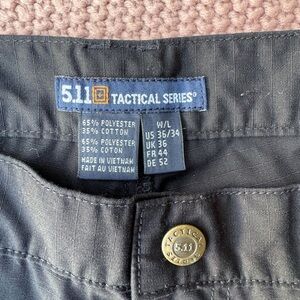 5.11 TACTICAL SERIES®
65% POLYESTER
35% COTTON
65% POLYESTER
35% COTON
MADE IN VIETNAM
FAIT AU VIETNAM
W/L
US 36/34
UK 36
FR 44
DE 52
TACTICAL
5.11
SERIES